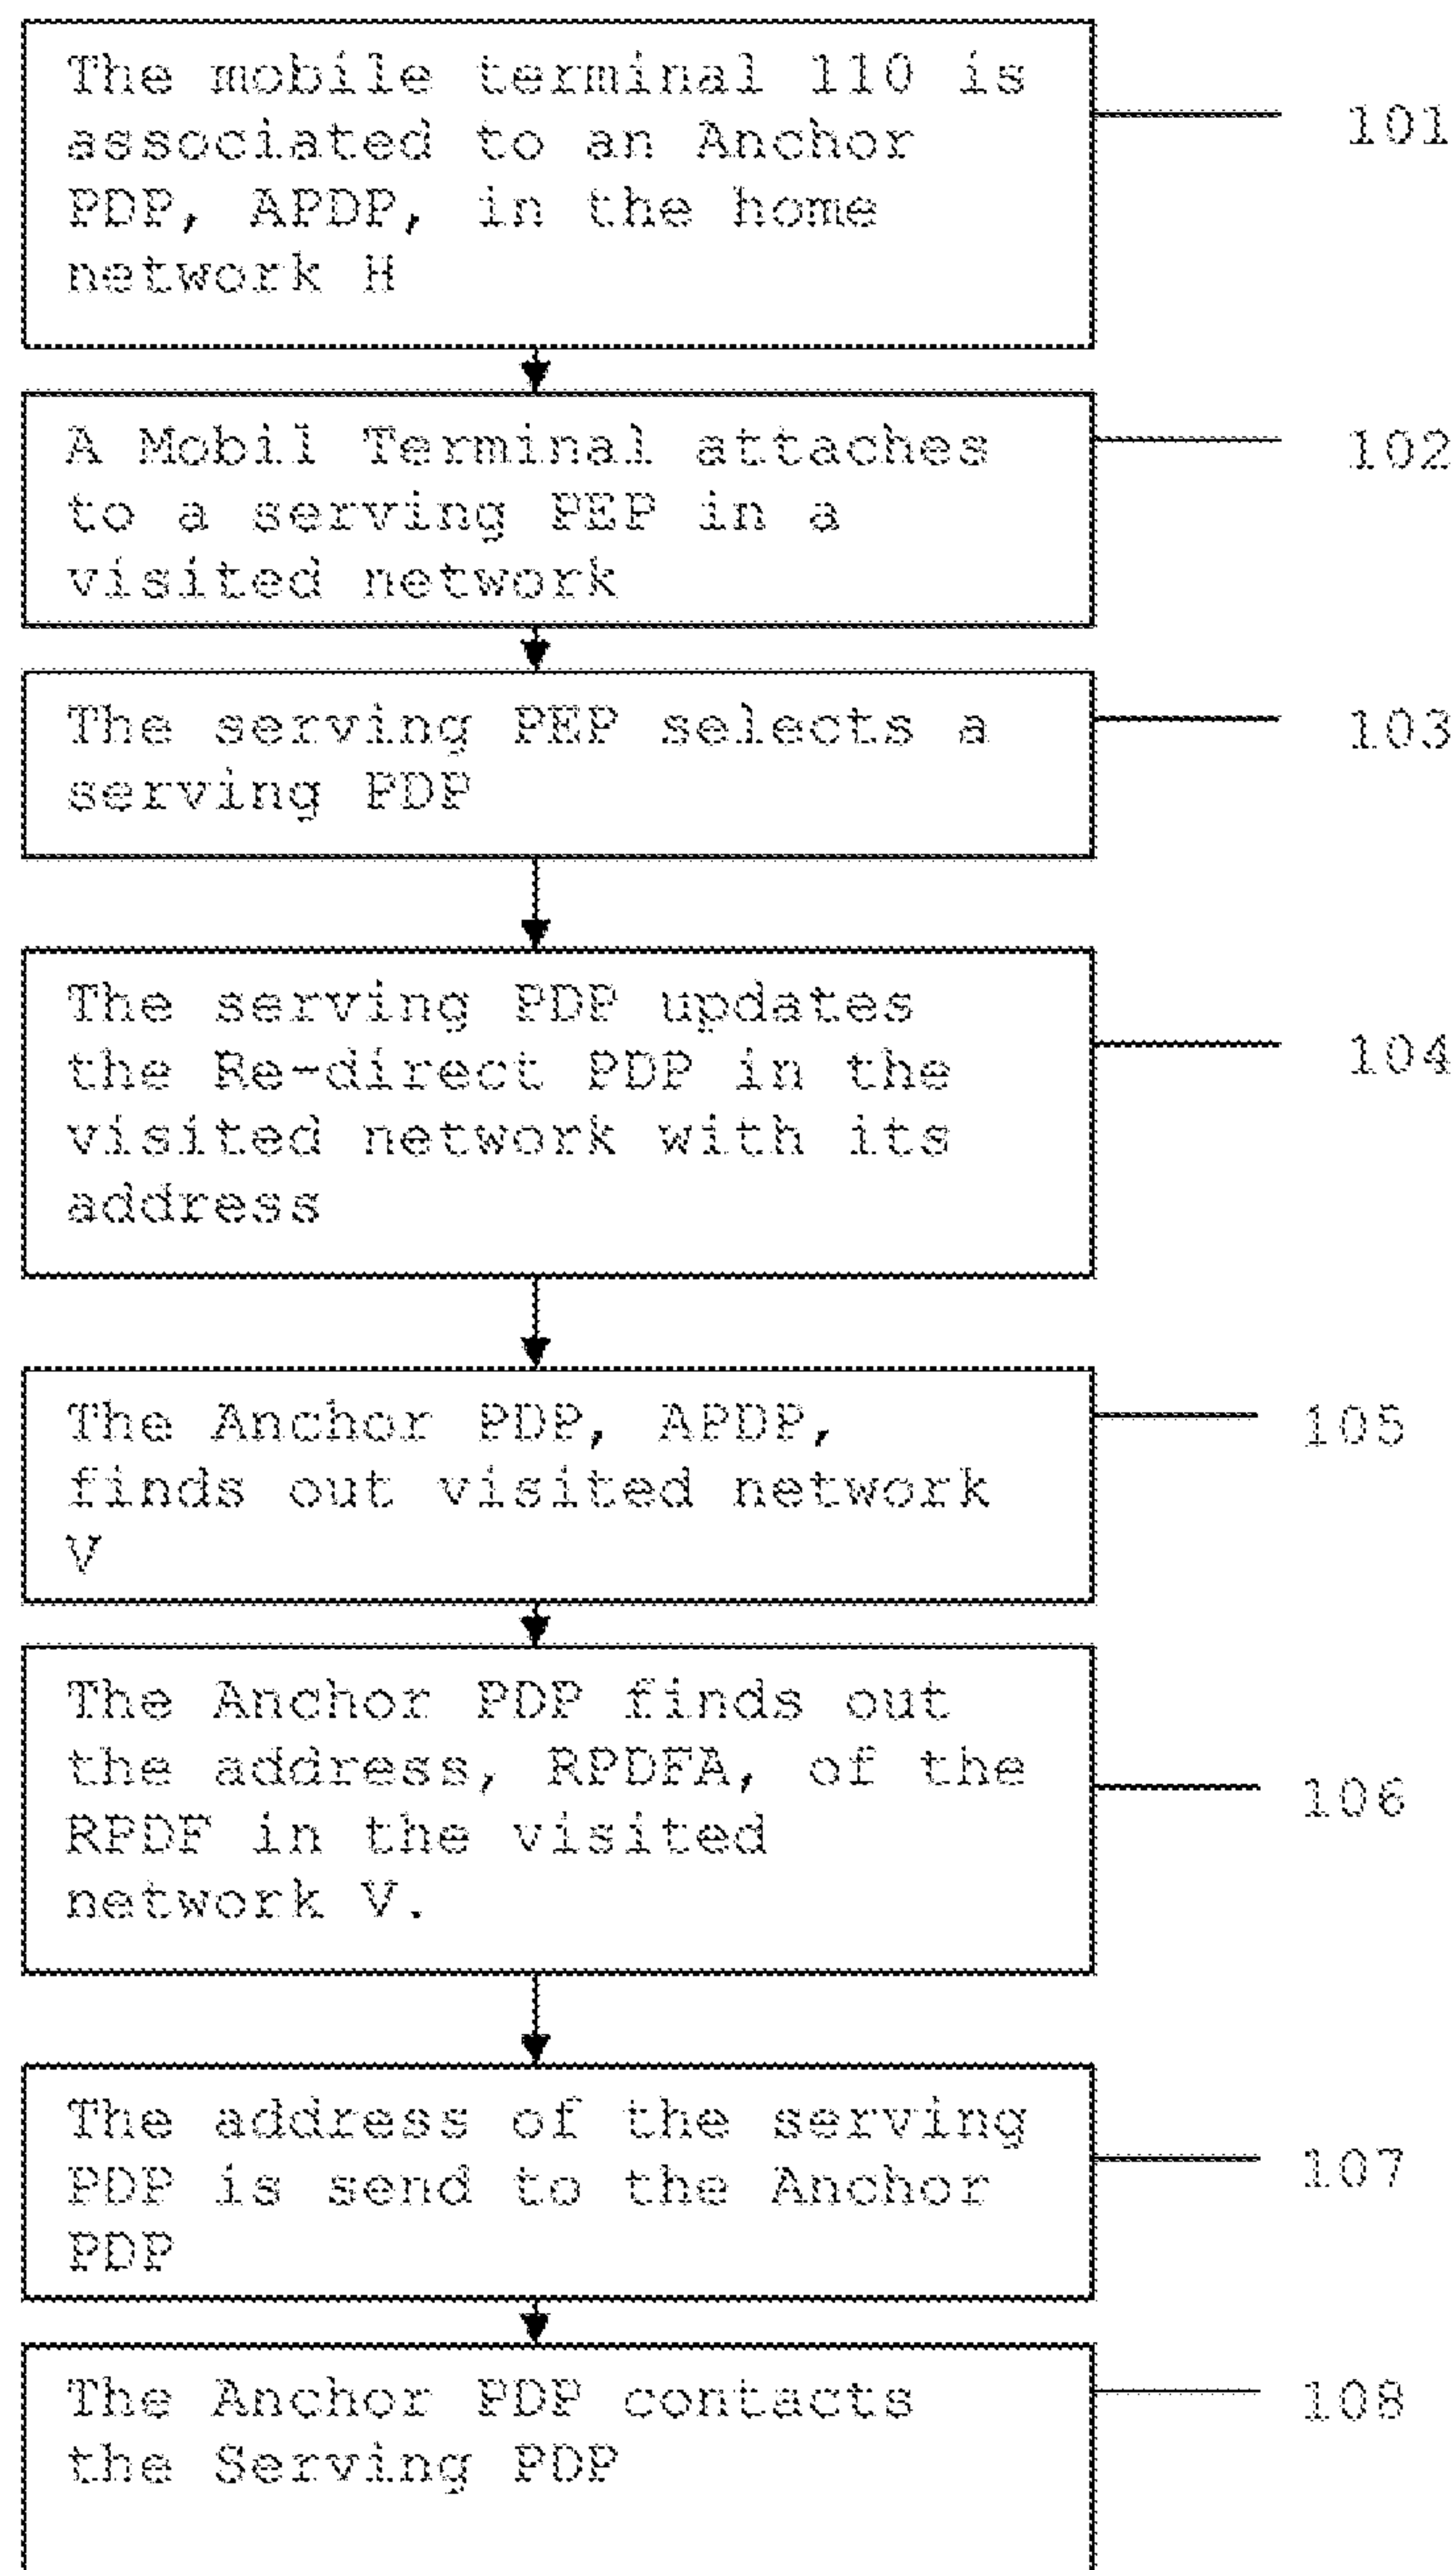 The mobile terminal 110 is
associated to an Anchor
PDP, APDP, in the home
network H
101
A Mobil Terminal attaches
to a serving PEP in a
visited network
102
The serving PEP selects a
serving PDP
103
The serving PDP updates
the Re-direct PDP in the
visited network with its
address
104
The Anchor PDP, APDP,
finds out visited network
V
105
The Anchor PDP finds out
the address, RPDFA, of the
RPDF in the visited
network V.
106
The address of the serving
PDP is send to the Anchor
PDP
107
The Anchor PDP contacts
the Serving PDP
108